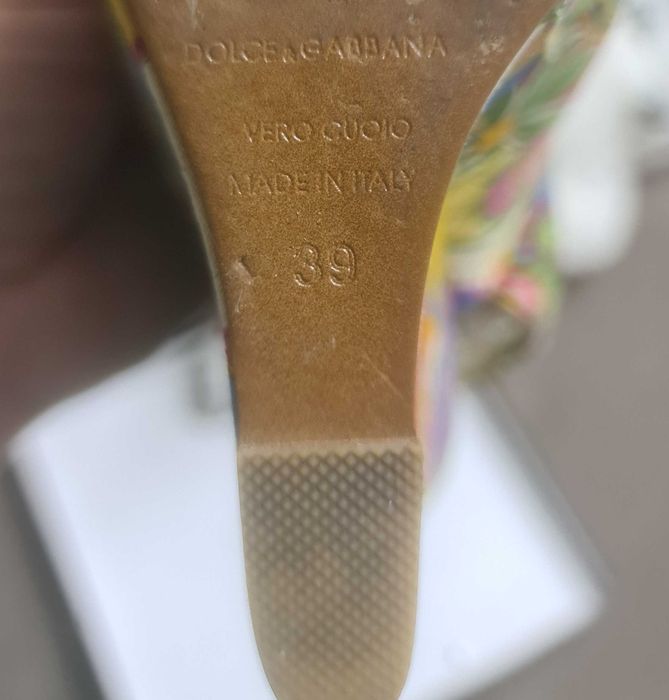 DOLCE&GABBANA
VERO CUOIO
MADE IN ITALY
39